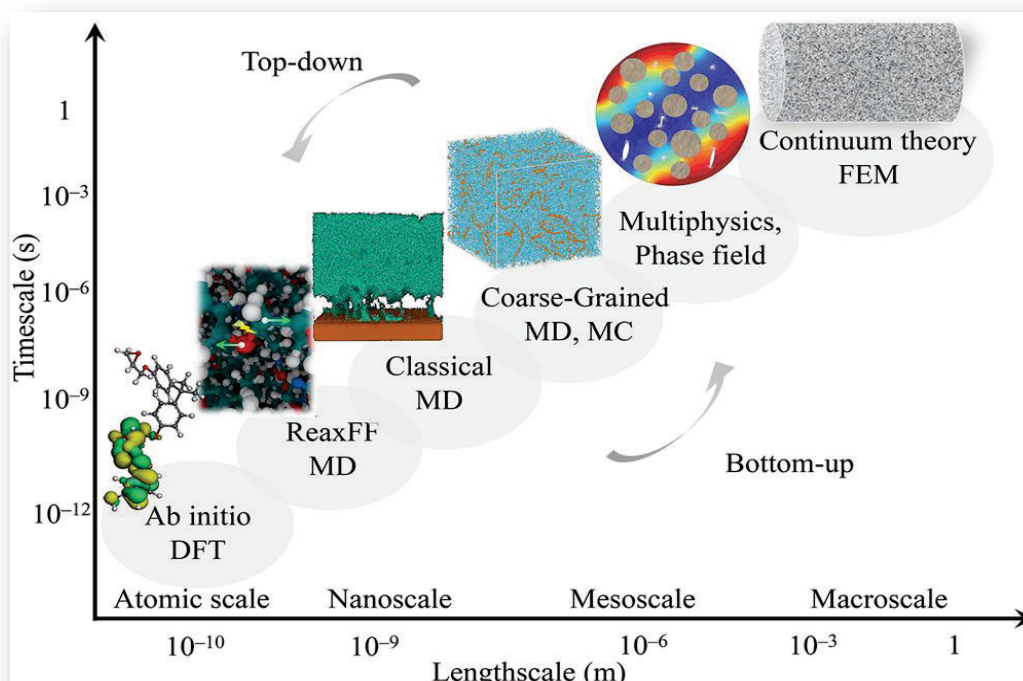 Top-down
1
Continuum theory
FEM
10⁻³
Multiphysics,
Phase field
Timescale (s)
10⁻⁶
Coarse-Grained
MD, MC
Classical
MD
10⁻⁹
ReaxFF
MD
Bottom-up
10⁻¹²
Ab initio
DFT
Atomic scale Nanoscale Mesoscale Macroscale
10⁻¹⁰ 10⁻⁹ 10⁻⁶ 10⁻³ 1
Lengthscale (m)